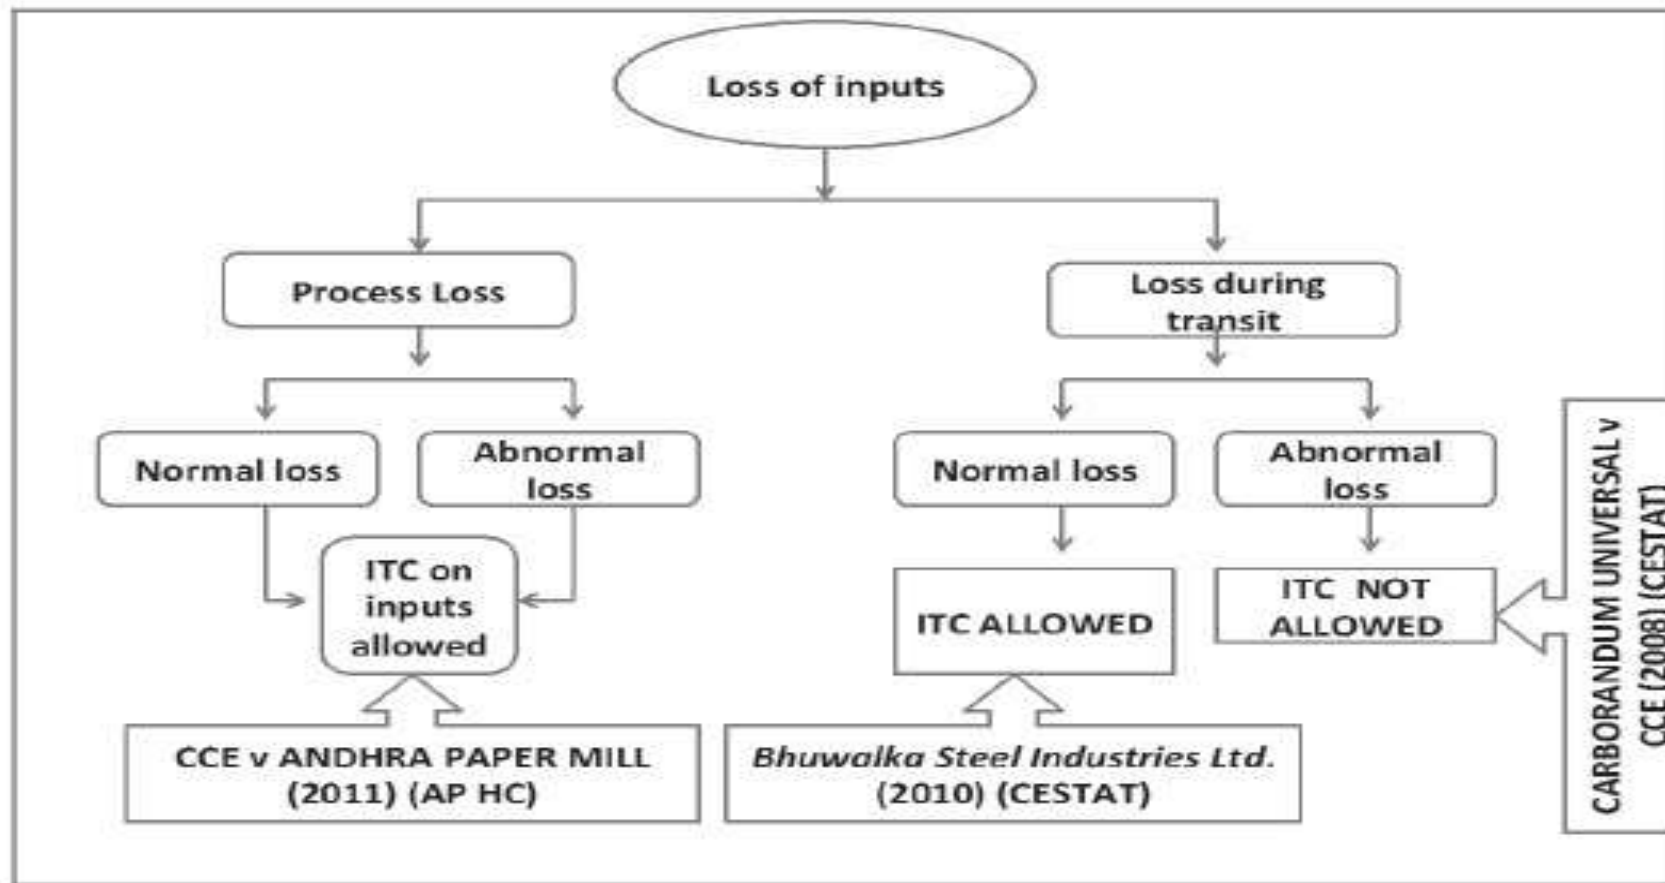 Loss of inputs
Process Loss
Loss during
transit
Normal loss
Abnormal
loss
Normal loss
Abnormal
loss
ITC on
inputs
allowed
ITC ALLOWED
ITC NOT
ALLOWED
CCE v ANDHRA PAPER MILL
(2011) (AP HC)
Bhuwalka Steel Industries Ltd.
(2010) (CESTAT)
CARBORANDUM UNIVERSAL v
CCE (2008) (CESTAT)